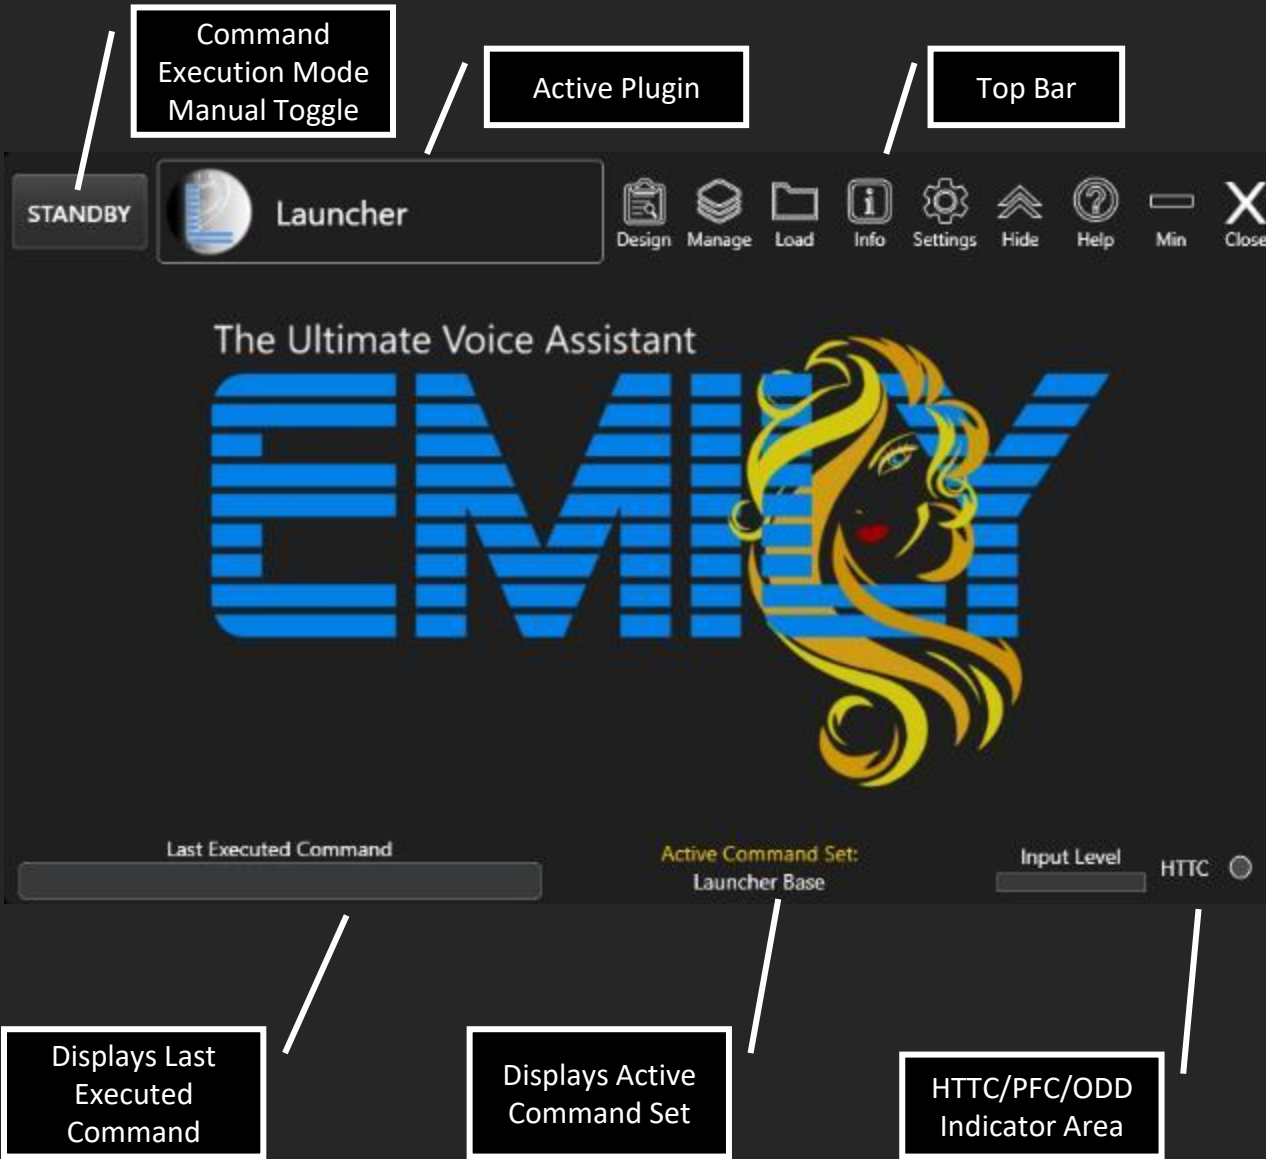 Command
Execution Mode
Manual Toggle
Active Plugin
Top Bar
STANDBY
Launcher
Design
Manage
Load
Info
Settings
Hide
Help
Min
Close
The Ultimate Voice Assistant
EMILY
Last Executed Command
Active Command Set:
Launcher Base
Input Level
HTTC
Displays Last
Executed
Command
Displays Active
Command Set
HTTC/PFC/ODD
Indicator Area